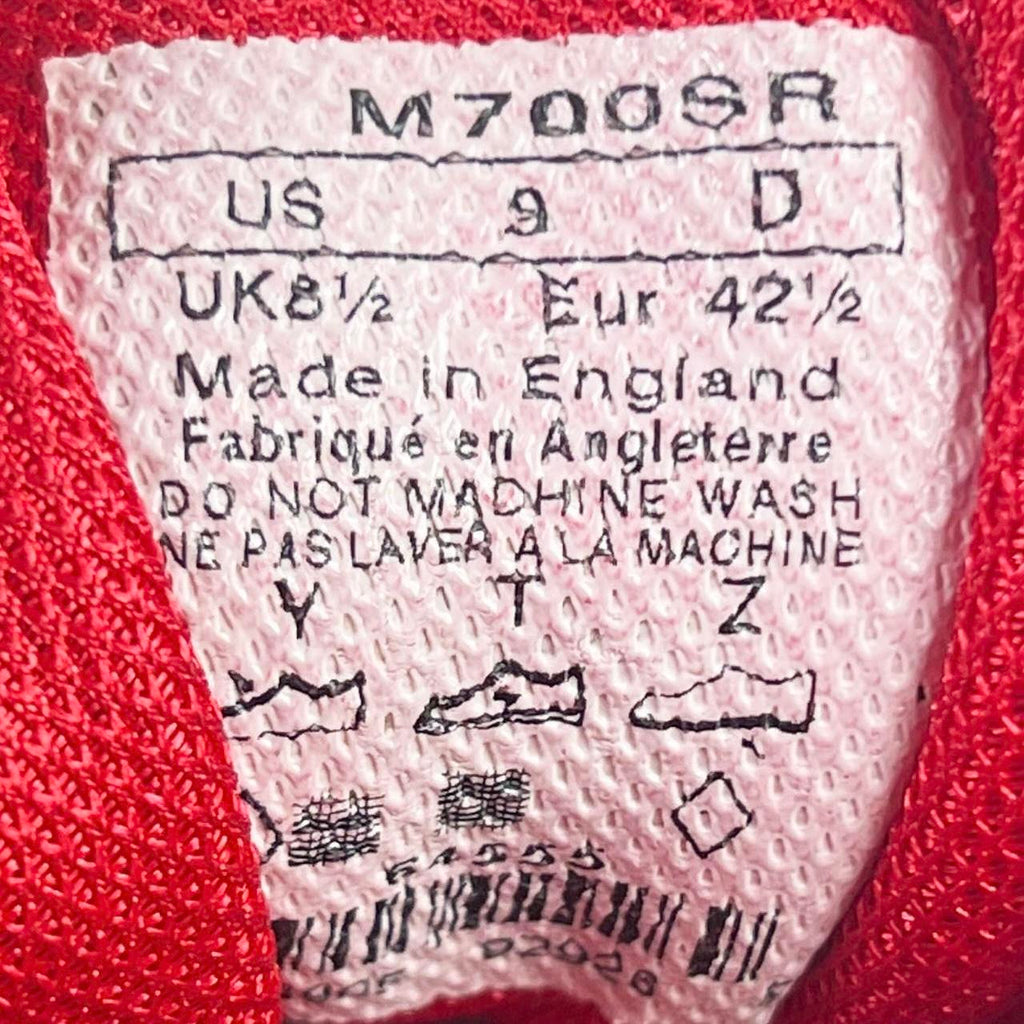 M700SR
US 9 D
UK8½ Eur 42½
Made in England
Fabriqué en Angleterre
DO NOT MACHINE WASH
NE PAS LAVER A LA MACHINE
Y T Z